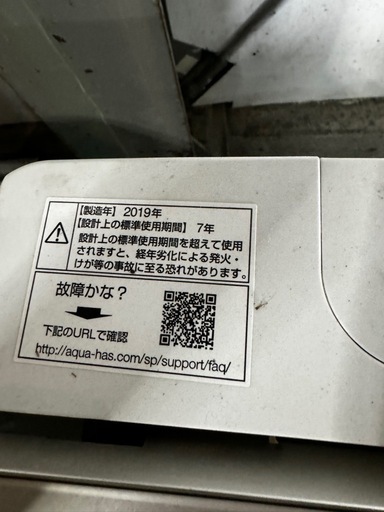 【製造年】 2019年
【設計上の標準使用期間】 7年
設計上の標準使用期間を超えて使用
されますと、経年劣化による発火・
けが等の事故に至る恐れがあります。
故障かな?
下記のURLで確認
http://aqua-has.com/sp/support/faq/